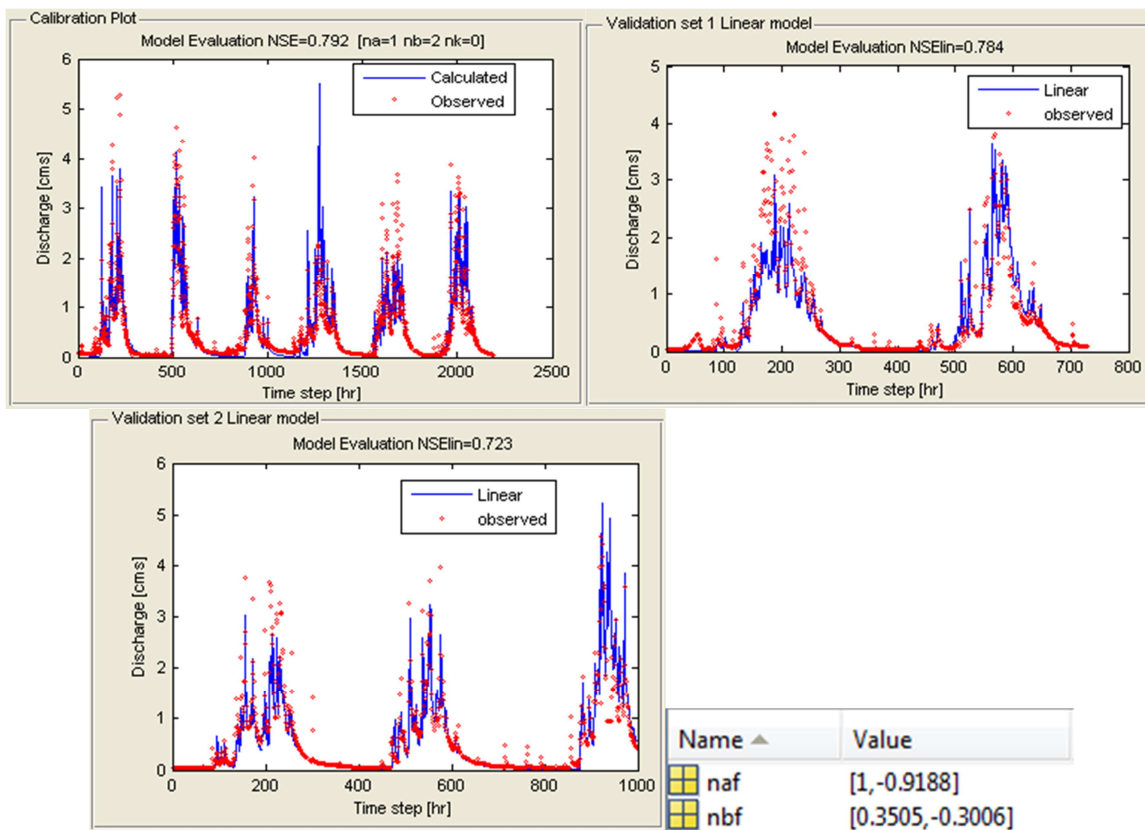 Calibration Plot
Model Evaluation NSE=0.792 [na=1 nb=2 nk=0]
Calculated
Observed
Discharge [cms]
6
5
4
3
2
1
0
0 500 1000 1500 2000 2500
Time step [hr]
Validation set 1 Linear model
Model Evaluation NSElin=0.784
Linear
observed
Discharge [cms]
5
4
3
2
1
0
0 100 200 300 400 500 600 700 800
Time step [hr]
Validation set 2 Linear model
Model Evaluation NSElin=0.723
Linear
observed
Discharge [cms]
6
5
4
3
2
1
0
0 200 400 600 800 1000
Time step [hr]
Name Value
naf [1,-0.9188]
nbf [0.3505,-0.3006]